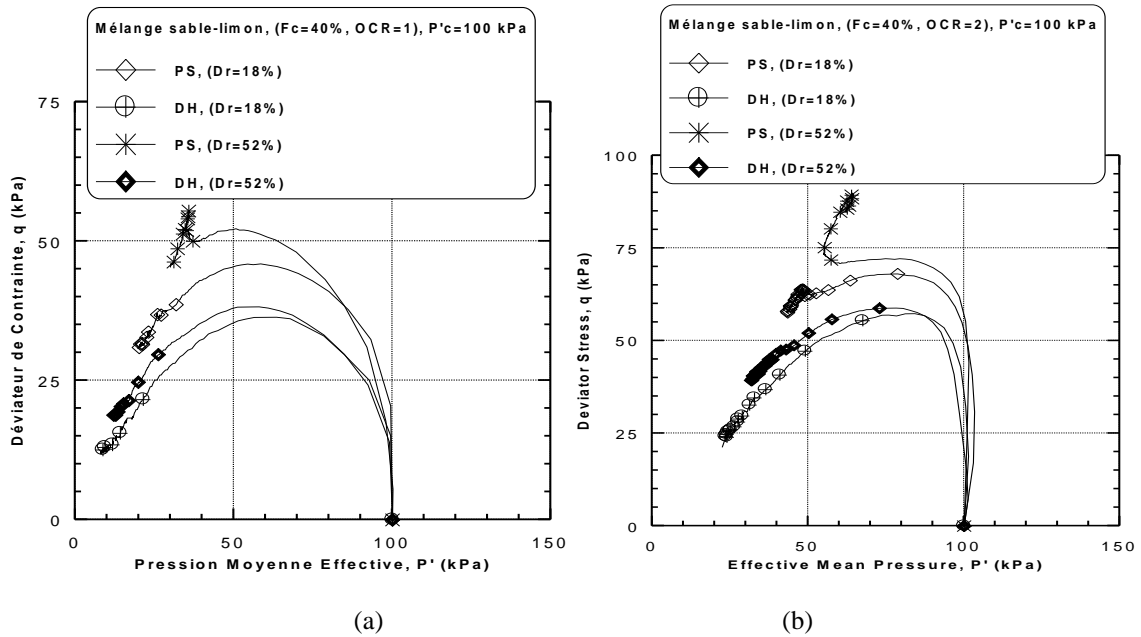 Mélange sable-limon, (Fc=40%, OCR=1), P'c=100 kPa
PS, (Dr=18%)
DH, (Dr=18%)
PS, (Dr=52%)
DH, (Dr=52%)
75
50
25
0
0
50
100
150
Déviateur de Contrainte, q (kPa)
Pression Moyenne Effective, P' (kPa)
(a)
Mélange sable-limon, (Fc=40%, OCR=2), P'c=100 kPa
PS, (Dr=18%)
DH, (Dr=18%)
PS, (Dr=52%)
DH, (Dr=52%)
100
75
50
25
0
0
50
100
150
Deviator Stress, q (kPa)
Effective Mean Pressure, P' (kPa)
(b)